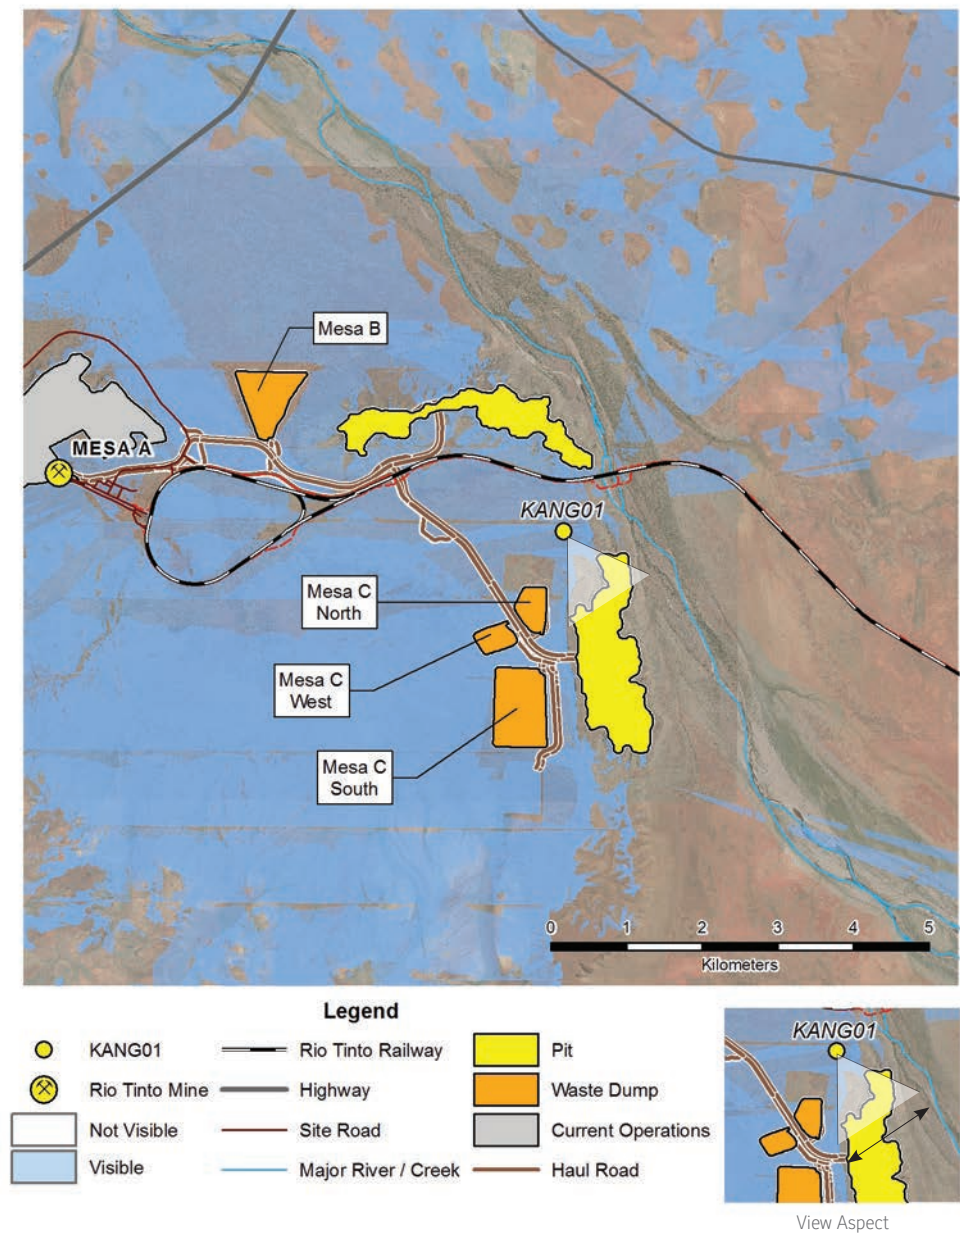 Mesa B
MESA A
KANG01
Mesa C
North
Mesa C
West
Mesa C
South
0 1 2 3 4 5
Kilometers
Legend
KANG01
Rio Tinto Railway
Pit
Rio Tinto Mine
Highway
Waste Dump
Not Visible
Site Road
Current Operations
Visible
Major River / Creek
Haul Road
KANG01
View Aspect